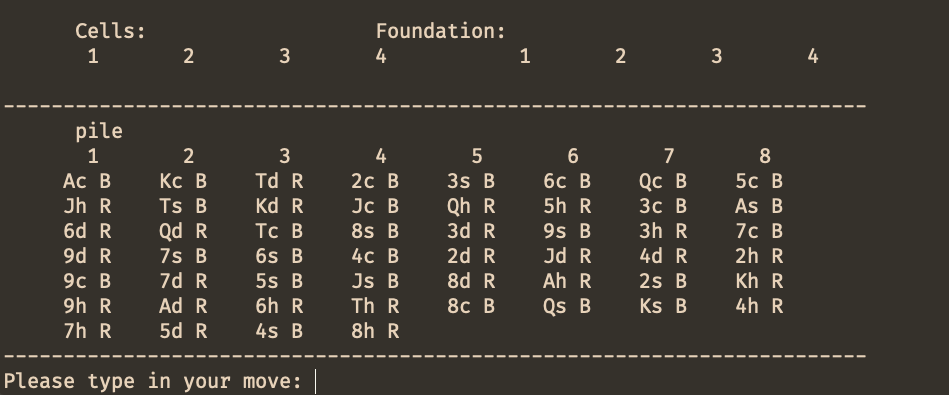 Cells: Foundation:
1 2 3 4 1 2 3 4
--------------------------------------------------------------------------------
pile
1 2 3 4 5 6 7 8
Ac B Kc B Td R 2c B 3s B 6c B Qc B 5c B
Jh R Ts B Kd R Jc B Qh R 5h R 3c B As B
6d R Qd R Tc B 8s B 3d R 9s B 3h R 7c B
9d R 7s B 6s B 4c B 2d R Jd R 4d R 2h R
9c B 7d R 5s B Js B 8d R Ah R 2s B Kh R
9h R Ad R 6h R Th R 8c B Qs B Ks B 4h R
7h R 5d R 4s B 8h R
--------------------------------------------------------------------------------
Please type in your move: